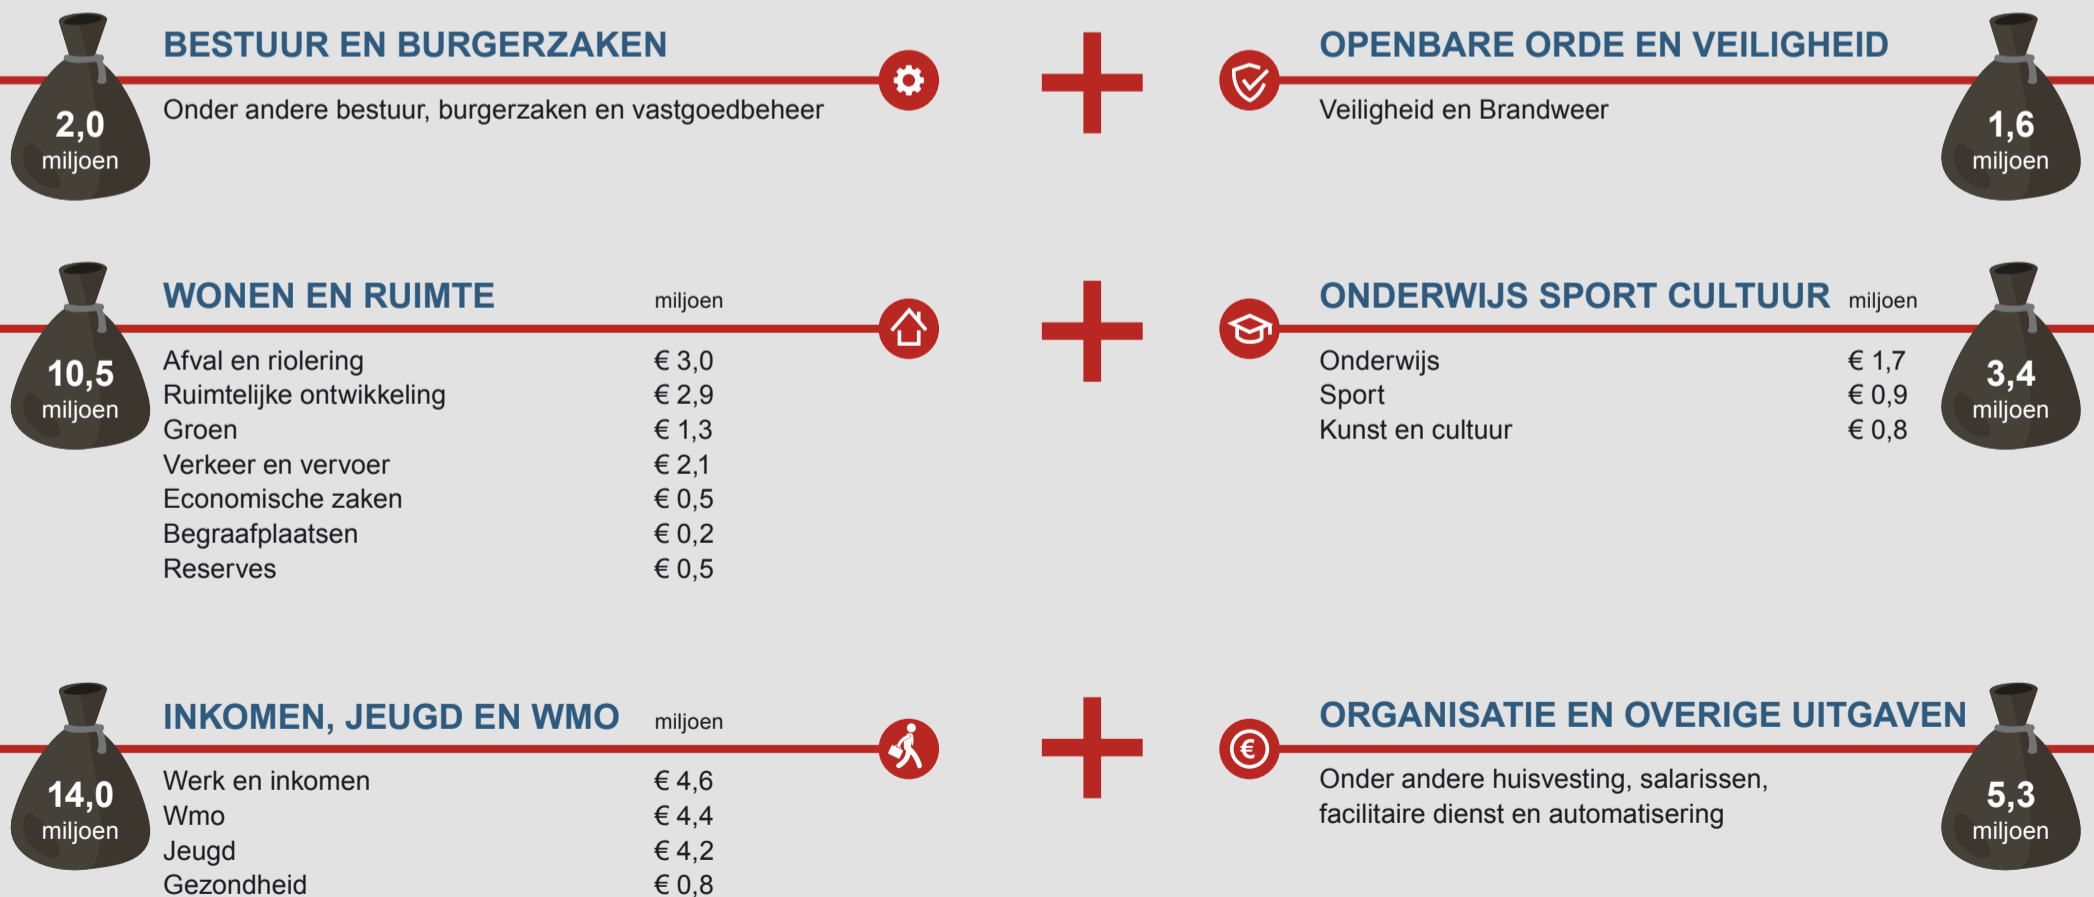 BESTUUR EN BURGERZAKEN
Onder andere bestuur, burgerzaken en vastgoedbeheer
2,0
miljoen
OPENBARE ORDE EN VEILIGHEID
Veiligheid en Brandweer
1,6
miljoen
WONEN EN RUIMTE miljoen
10,5
miljoen
Afval en riolering € 3,0
Ruimtelijke ontwikkeling € 2,9
Groen € 1,3
Verkeer en vervoer € 2,1
Economische zaken € 0,5
Begraafplaatsen € 0,2
Reserves € 0,5
ONDERWIJS SPORT CULTUUR miljoen
Onderwijs € 1,7
Sport € 0,9
Kunst en cultuur € 0,8
3,4
miljoen
INKOMEN, JEUGD EN WMO miljoen
14,0
miljoen
Werk en inkomen € 4,6
Wmo € 4,4
Jeugd € 4,2
Gezondheid € 0,8
ORGANISATIE EN OVERIGE UITGAVEN
Onder andere huisvesting, salarissen,
facilitaire dienst en automatisering
5,3
miljoen